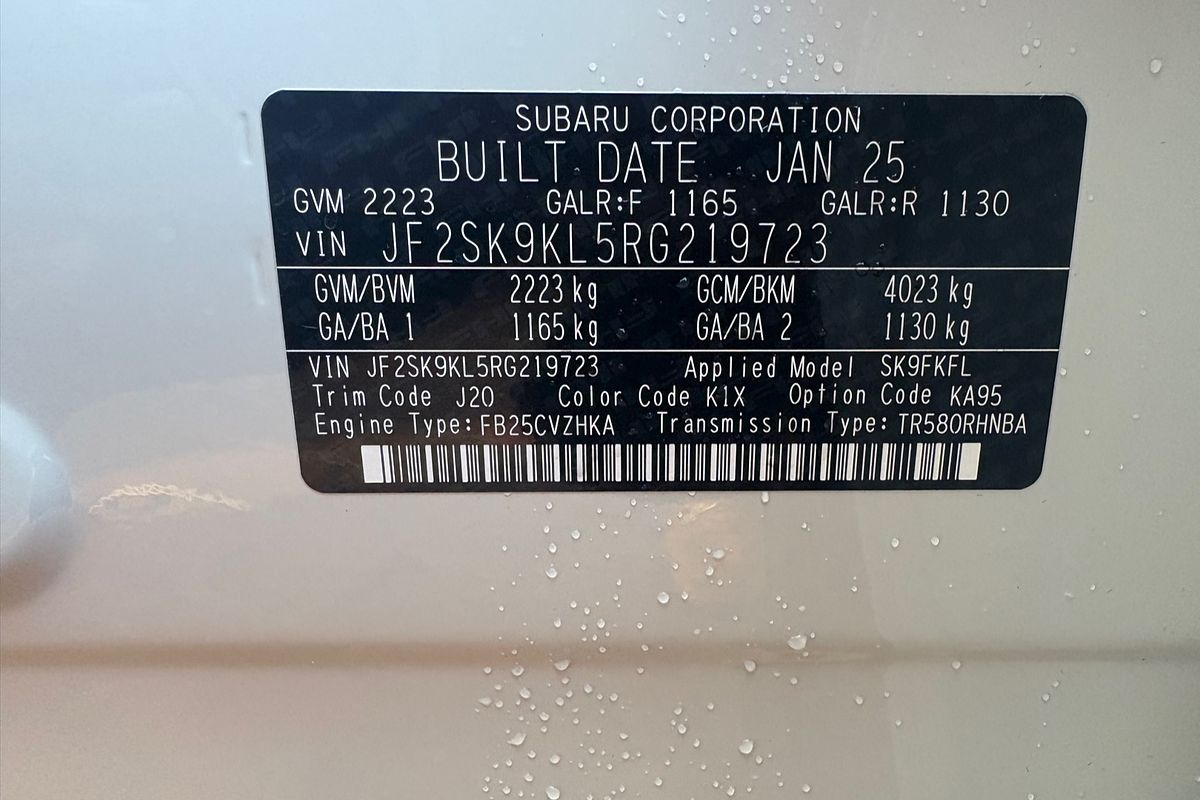 SUBARU CORPORATION
BUILT DATE JAN 25
GVM 2223 GALR:F 1165 GALR:R 1130
VIN JF2SK9KL5RG219723
GVM/BVM 2223 kg GCM/BKM 4023 kg
GA/BA 1 1165 kg GA/BA 2 1130 kg
VIN JF2SK9KL5RG219723 Applied Model SK9FKFL
Trim Code J20 Color Code K1X Option Code KA95
Engine Type: FB25CVZHKA Transmission Type: TR580RHNBA